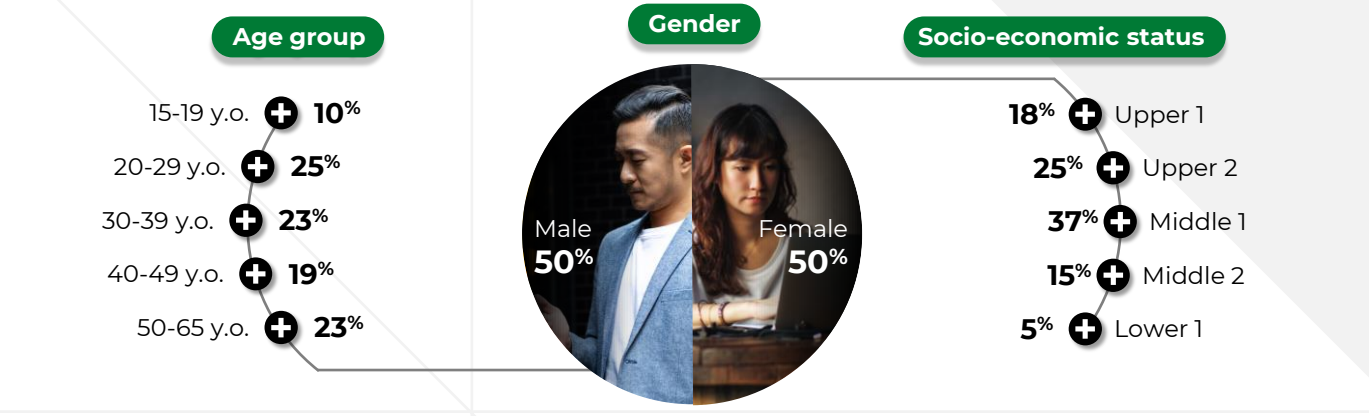 Age group
15-19 y.o. 10%
20-29 y.o. 25%
30-39 y.o. 23%
40-49 y.o. 19%
50-65 y.o. 23%
Gender
Male
50%
Female
50%
Socio-economic status
18% Upper 1
25% Upper 2
37% Middle 1
15% Middle 2
5% Lower 1